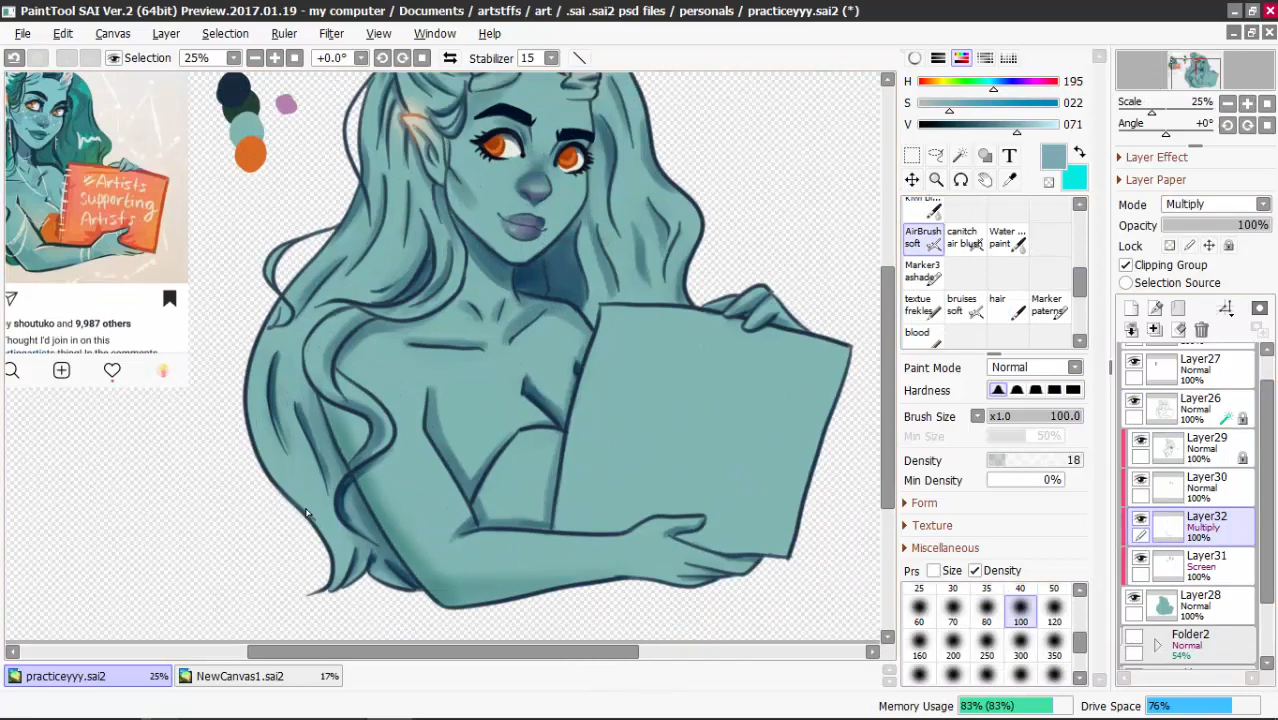 PaintTool SAI Ver.2 (64bit) Preview.2017.01.19 - my computer / Documents / artstffs / art / .sai .sai2 psd files / personals / practiceyyy.sai2 (*)
File Edit Canvas Layer Selection Ruler Filter View Window Help
Selection 25% +0.0° Stabilizer 15
#Artists
supporting
Artists
y shoutuko and 9,987 others
Thought I'd join in on this
H 195
S 022
V 071
T
AirBrush
soft
canitch
air blush
Water ...
paint
Marker3
ashade
textue
frekles
bruises
soft
hair
Marker
paterns
blood
Paint Mode Normal
Hardness
Brush Size x1.0 100.0
Min Size 50%
Density 18
Min Density 0%
Form
Texture
Miscellaneous
Prs Size Density
25 30 35 40 50
60 70 80 100 120
160 200 250 300 350
Scale 25%
Angle +0°
Layer Effect
Layer Paper
Mode Multiply
Opacity 100%
Lock
Clipping Group
Selection Source
Layer27
Normal
100%
Layer26
Normal
100%
Layer29
Normal
100%
Layer30
Normal
100%
Layer32
Multiply
100%
Layer31
Screen
100%
Layer28
Normal
100%
Folder2
Normal
54%
practiceyyy.sai2 25%
NewCanvas1.sai2 17%
Memory Usage 83% (83%) Drive Space 76%